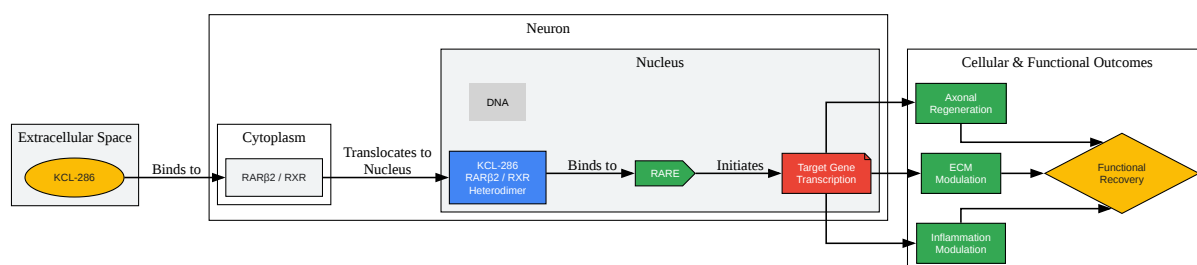 Neuron
Nucleus
Cellular & Functional Outcomes
DNA
Axonal
Regeneration
Extracellular Space
Cytoplasm
KCL-286
Binds to
RARβ2 / RXR
Translocates to
Nucleus
KCL-286
RARβ2 / RXR
Heterodimer
Binds to
RARE
Initiates
Target Gene
Transcription
ECM
Modulation
Functional
Recovery
Inflammation
Modulation